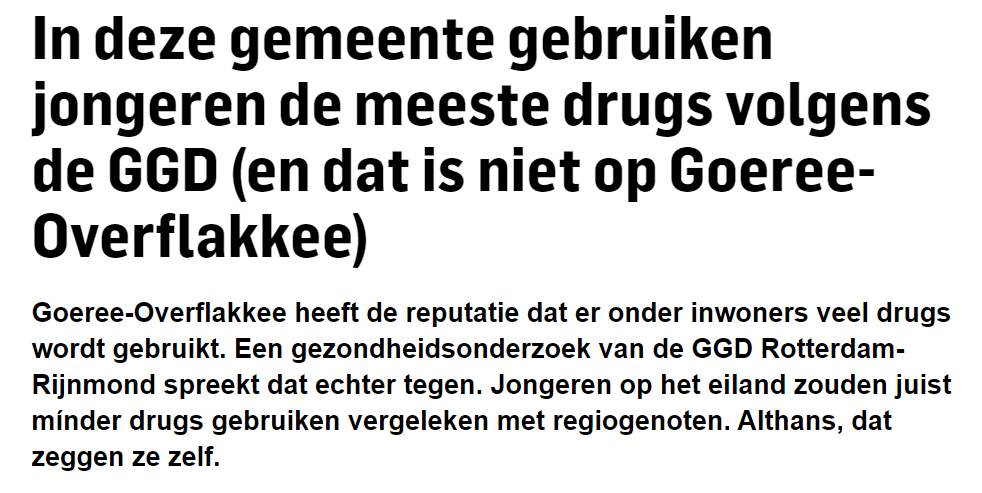 In deze gemeente gebruiken
jongeren de meeste drugs volgens
de GGD (en dat is niet op Goeree-
Overflakkee)
Goeree-Overflakkee heeft de reputatie dat er onder inwoners veel drugs
wordt gebruikt. Een gezondheidsonderzoek van de GGD Rotterdam-
Rijnmond spreekt dat echter tegen. Jongeren op het eiland zouden juist
mínder drugs gebruiken vergeleken met regiogenoten. Althans, dat
zeggen ze zelf.